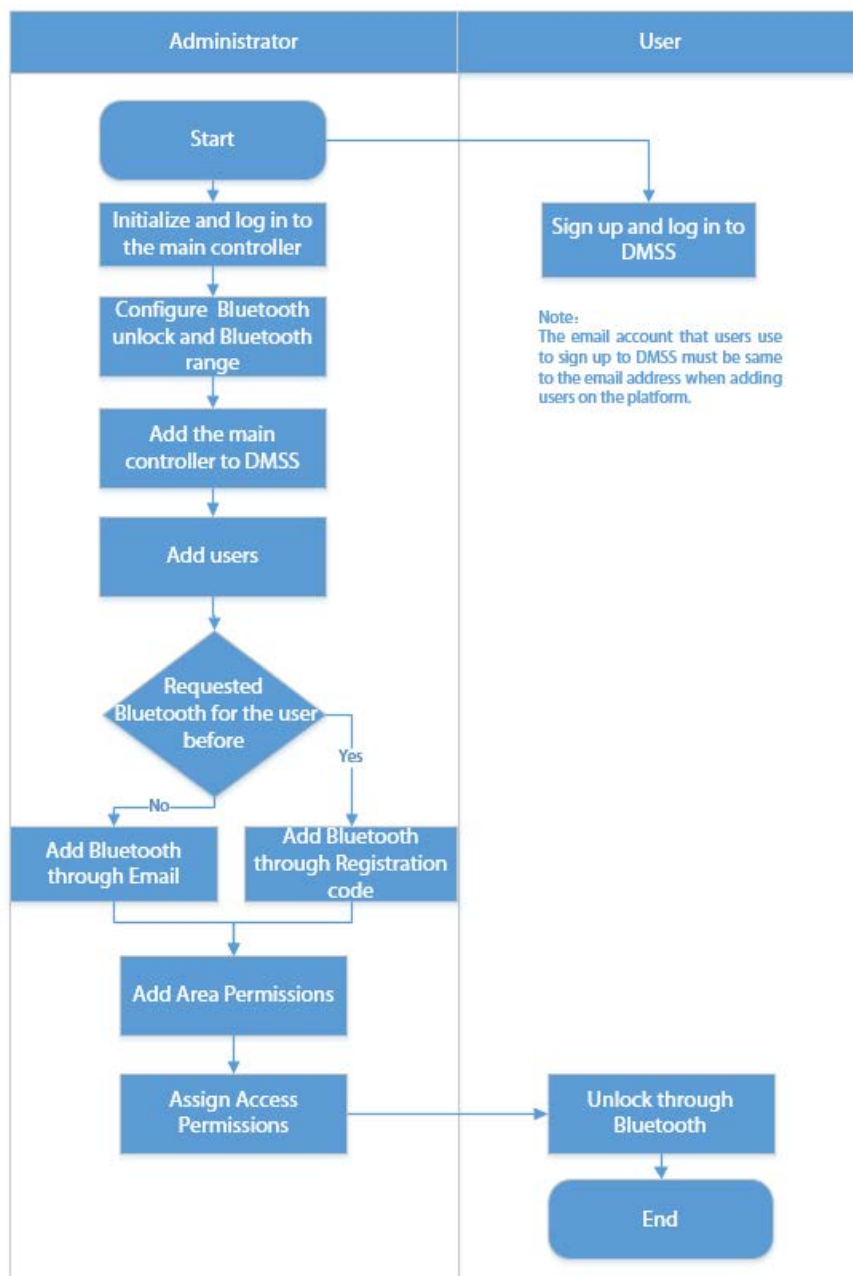 Administrator
User
Start
Initialize and log in to
the main controller
Sign up and log in to
DMSS
Configure Bluetooth
unlock and Bluetooth
range
Note:
The email account that users use
to sign up to DMSS must be same
to the email address when adding
users on the platform.
Add the main
controller to DMSS
Add users
Requested
Bluetooth for the user
before
Yes
No
Add Bluetooth
through Email
Add Bluetooth
through Registration
code
Add Area Permissions
Assign Access
Permissions
Unlock through
Bluetooth
End